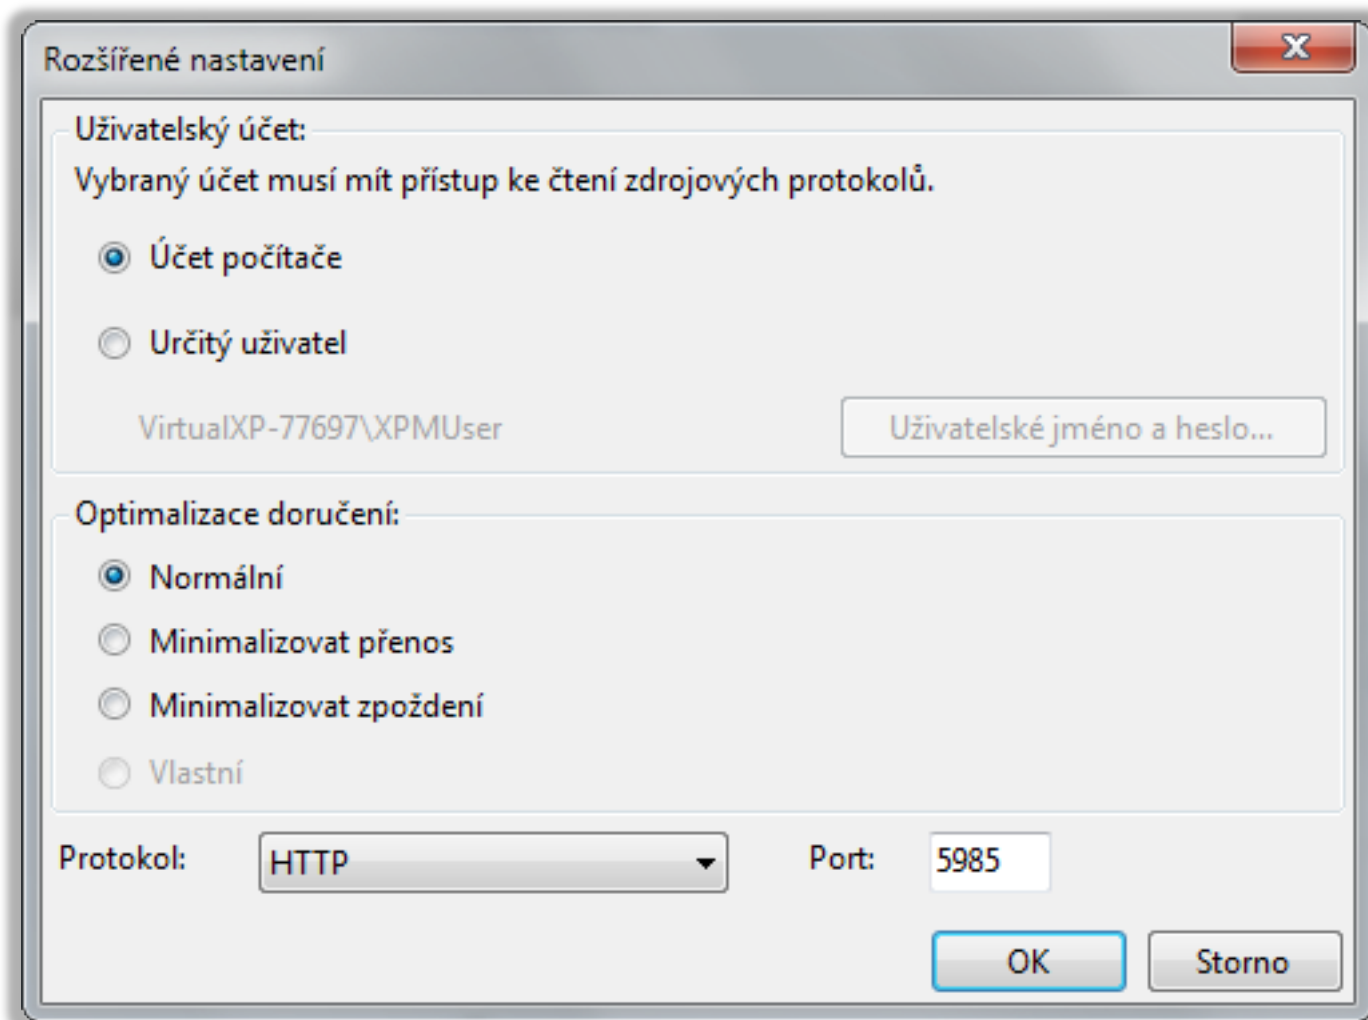 Rozšířené nastavení
Uživatelský účet:
Vybraný účet musí mít přístup ke čtení zdrojových protokolů.
Účet počítače
Určitý uživatel
VirtualXP-77697\XPMUser
Uživatelské jméno a heslo...
Optimalizace doručení:
Normální
Minimalizovat přenos
Minimalizovat zpoždení
Vlastní
Protokol: HTTP Port: 5985
OK Storno